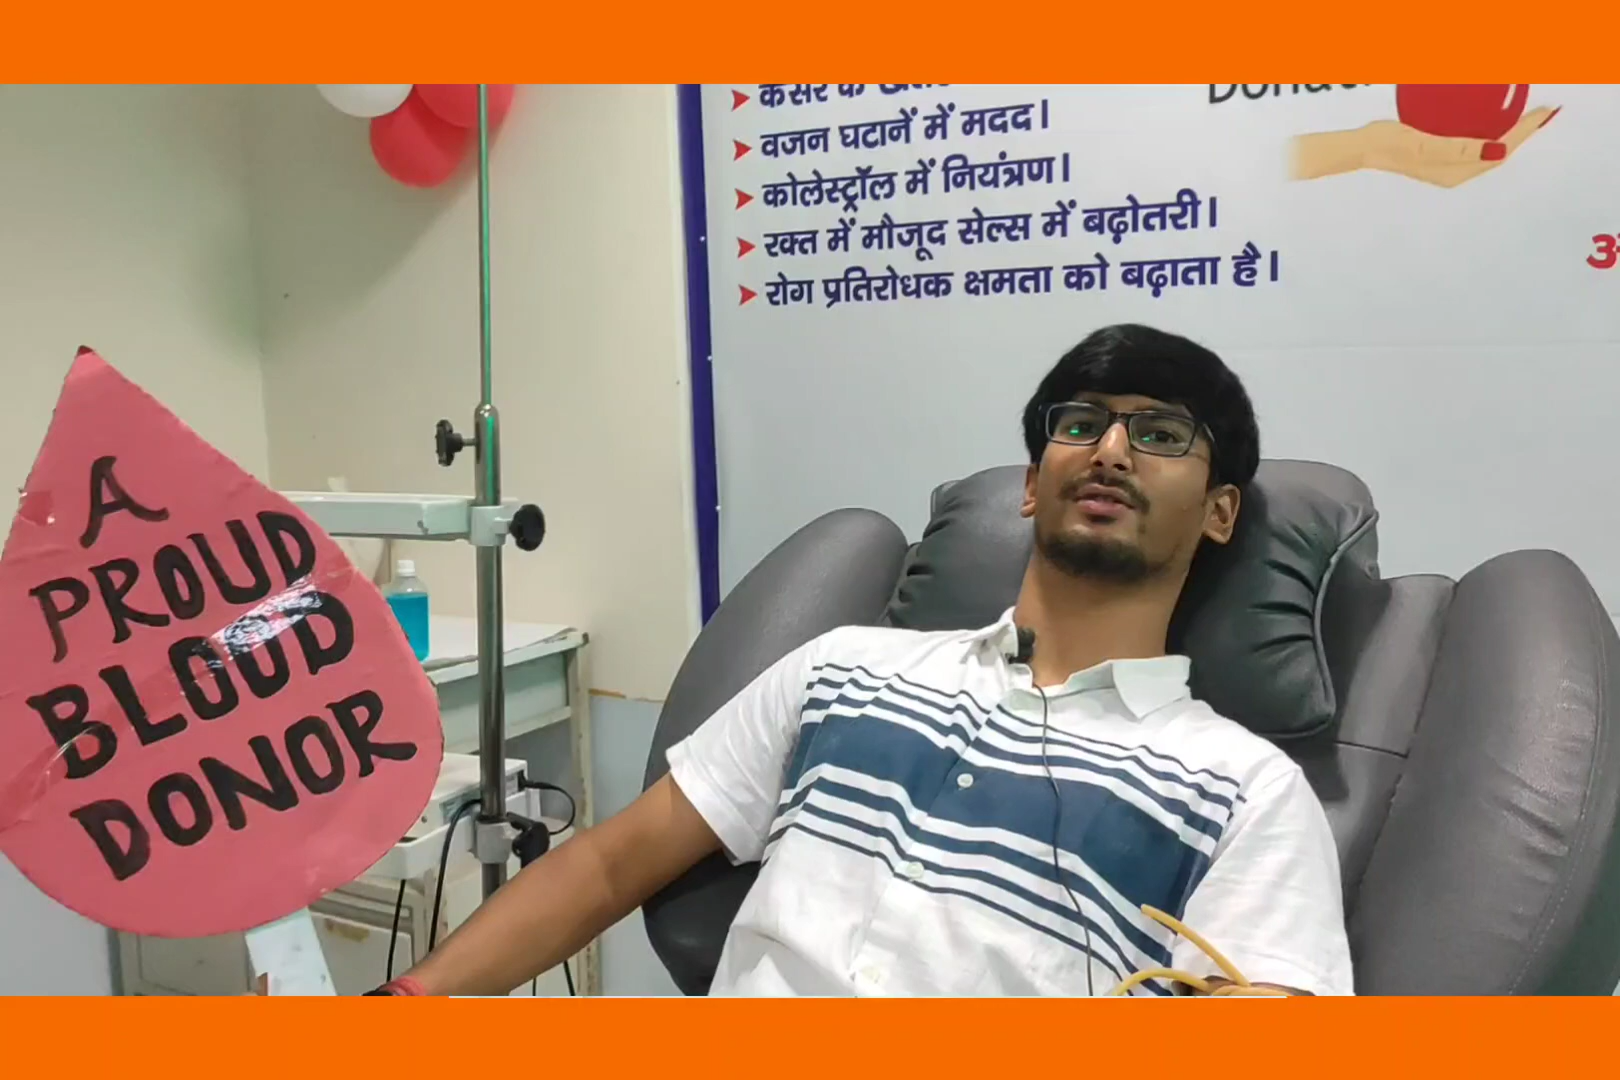 वजन घटानें में मदद।
कोलेस्ट्रॉल में नियंत्रण।
रक्त में मौजूद सेल्स में बढ़ोतरी।
रोग प्रतिरोधक क्षमता को बढ़ाता है।
A
PROUD
BLOOD
DONOR